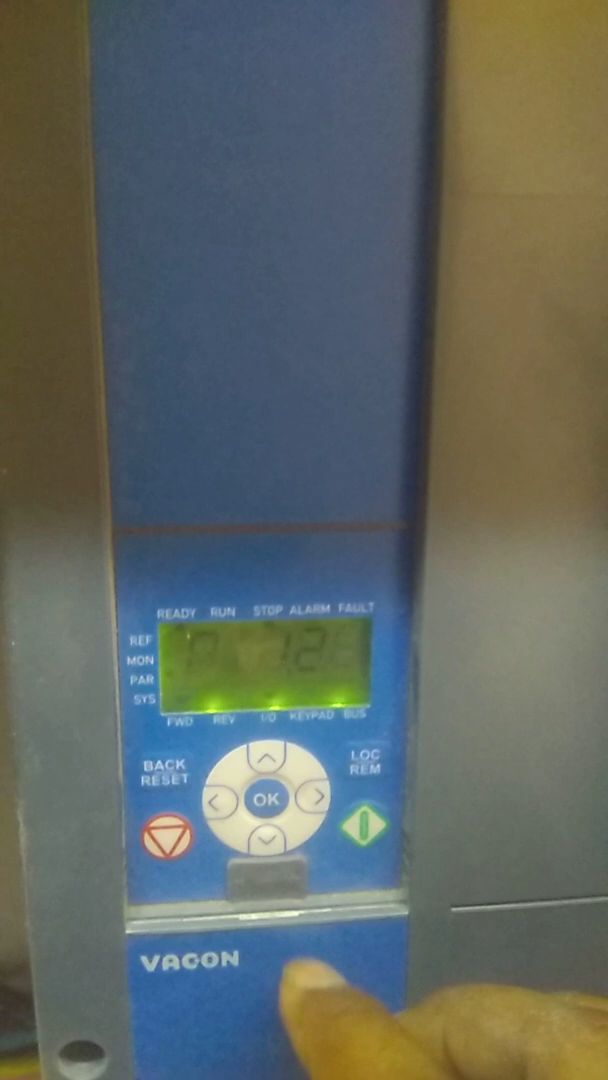 READY RUN STOP ALARM FAULT
REF
MON
PAR
SYS
FWD REV I/O KEYPAD BUS
BACK
RESET
LOC
REM
OK
VACON